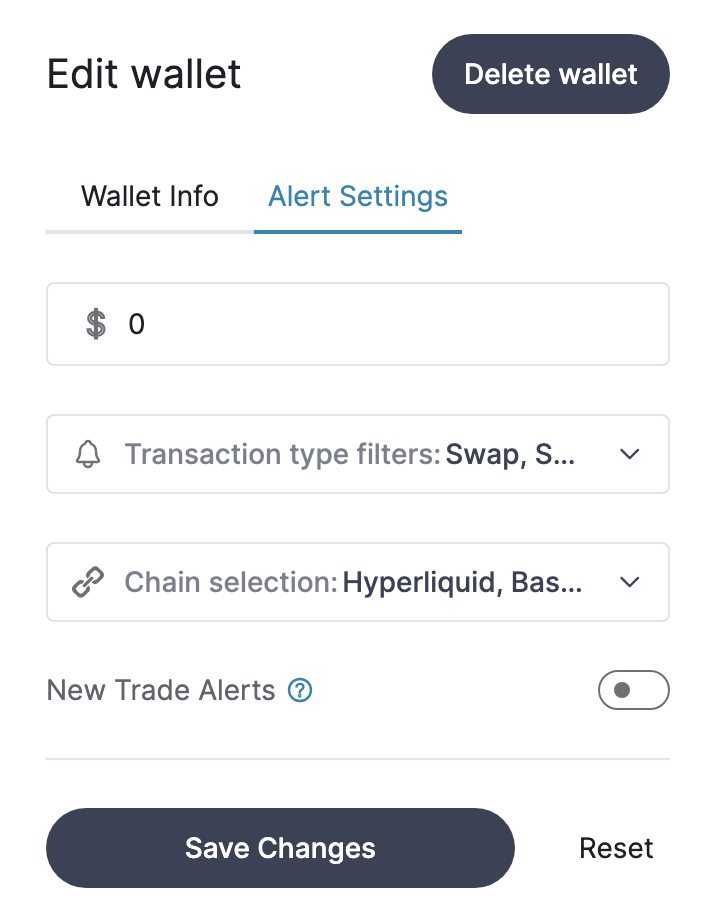 Edit wallet
Delete wallet
Wallet Info
Alert Settings
$ 0
Transaction type filters: Swap, S...
Chain selection: Hyperliquid, Bas...
New Trade Alerts ?
Save Changes
Reset